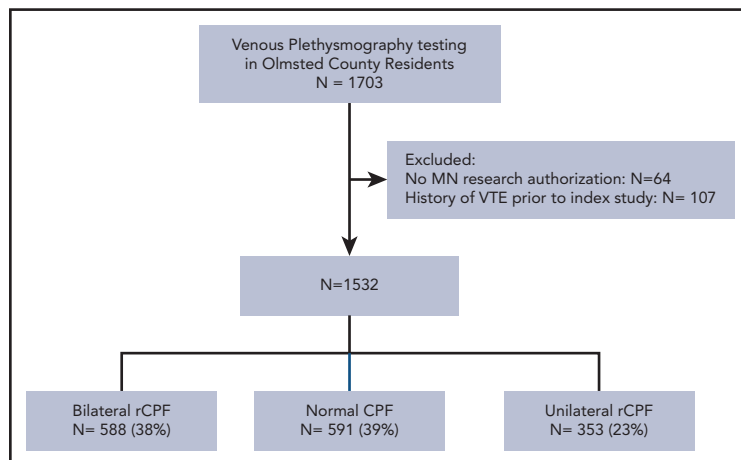 Venous Plethysmography testing
in Olmsted County Residents
N = 1703
Excluded:
No MN research authorization: N=64
History of VTE prior to index study: N= 107
N=1532
Bilateral rCPF
N= 588 (38%)
Normal CPF
N= 591 (39%)
Unilateral rCPF
N= 353 (23%)